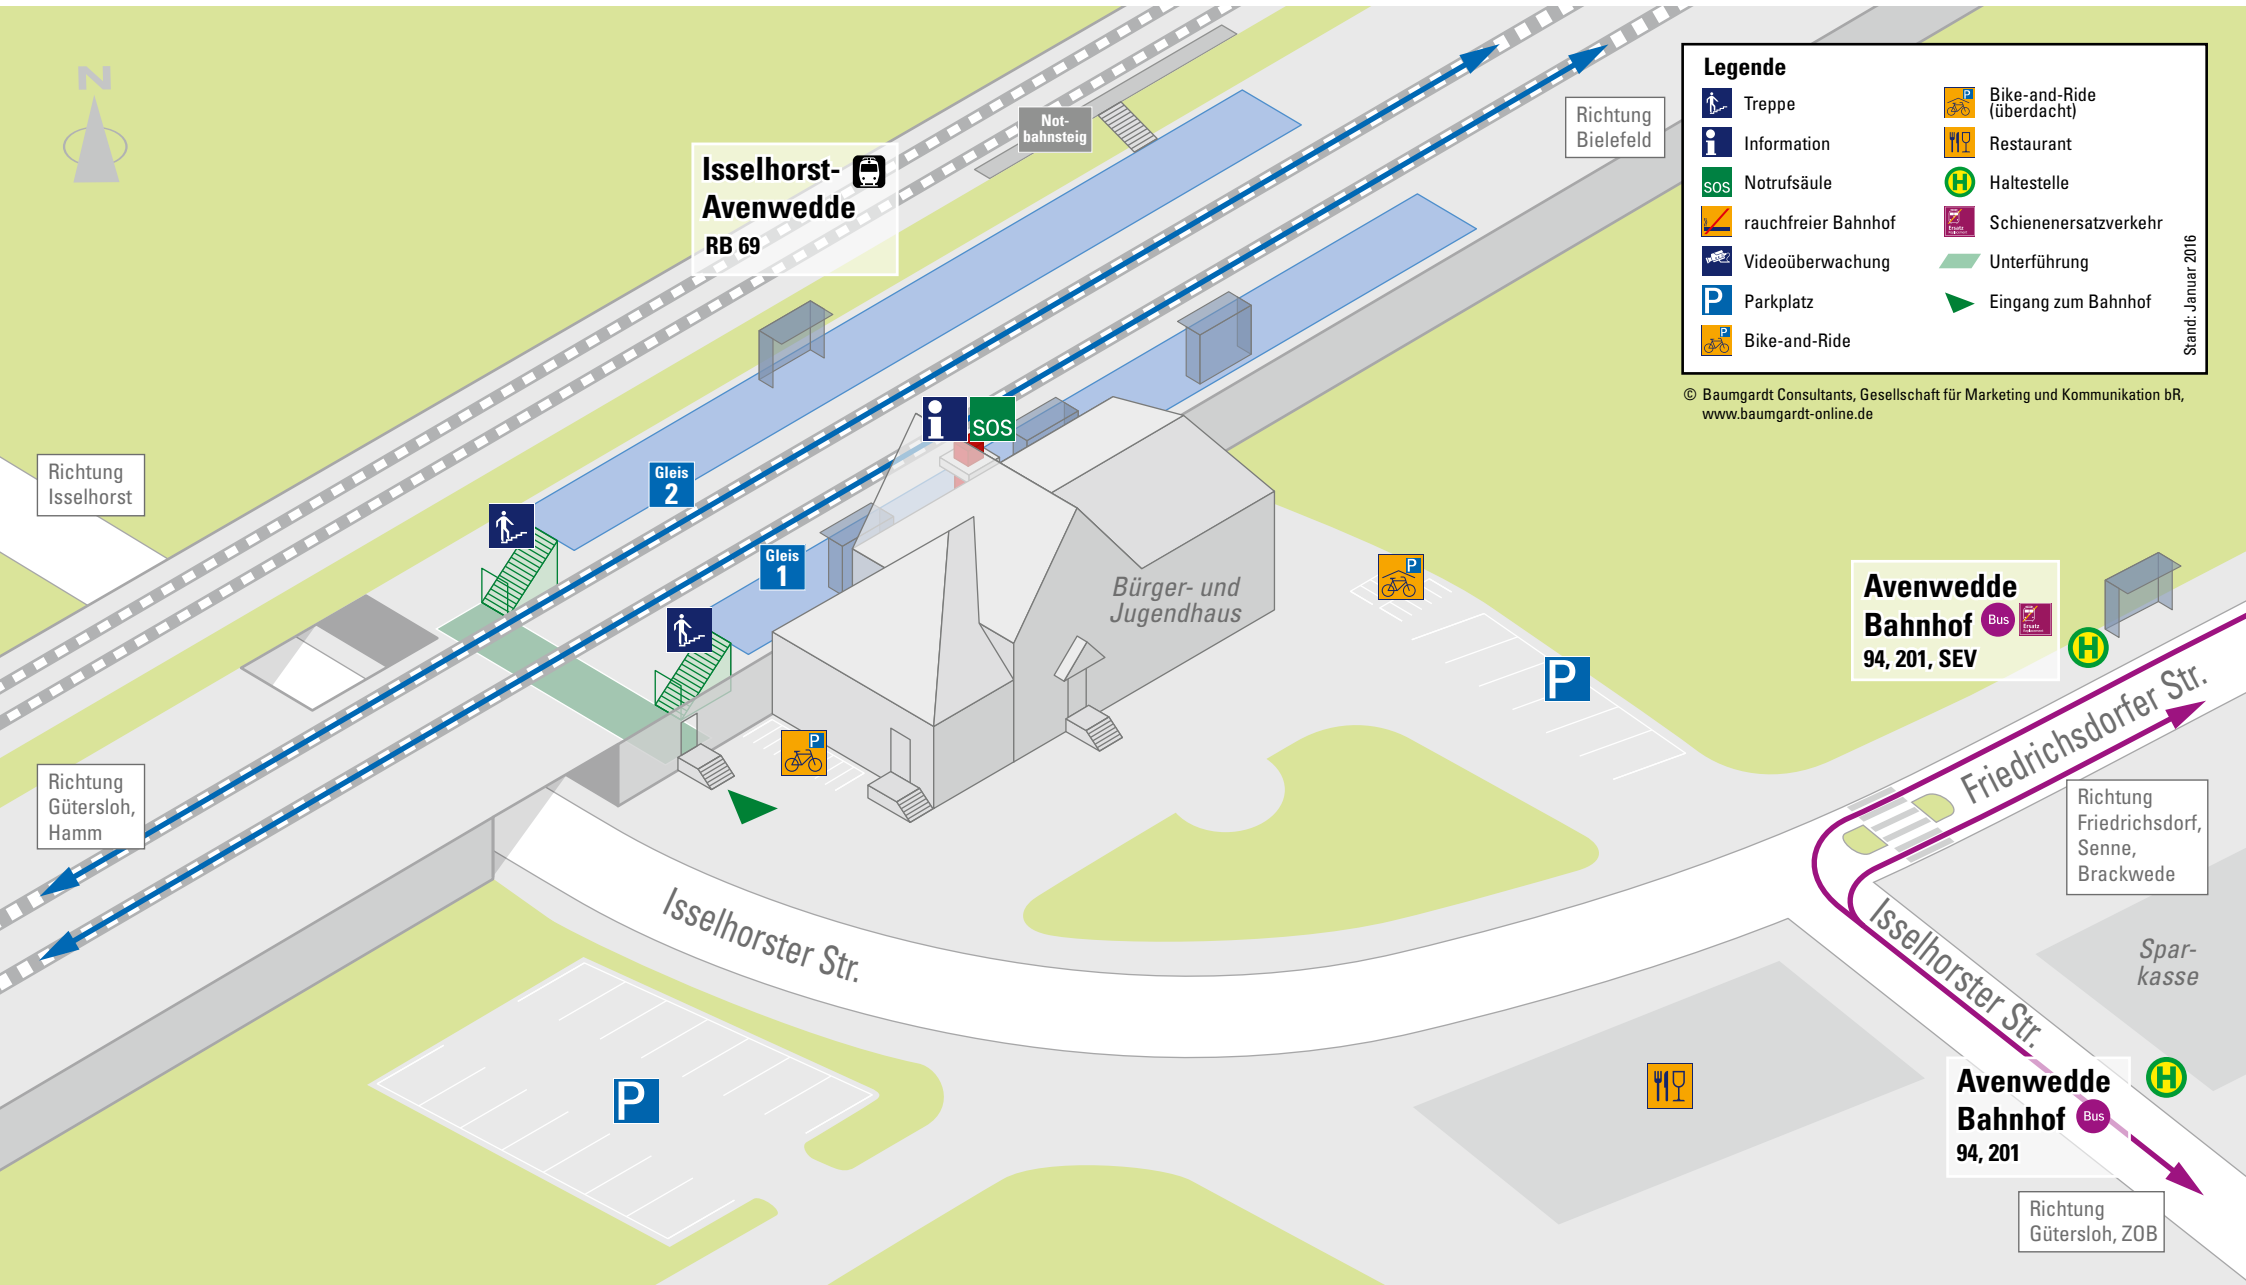 N
Isselhorst-
Avenwedde
RB 69
Not-
bahnsteig
Richtung
Bielefeld
Legende
Treppe
Information
SOS
Notrufsäule
rauchfreier Bahnhof
Videoüberwachung
P
Parkplatz
P
Bike-and-Ride
P
Bike-and-Ride
(überdacht)
Restaurant
H
Haltestelle
Ersatz
Schienenersatzverkehr
Unterführung
Eingang zum Bahnhof
Stand: Januar 2016
© Baumgardt Consultants, Gesellschaft für Marketing und Kommunikation bR,
www.baumgardt-online.de
Richtung
Isselhorst
Gleis
2
i
SOS
Gleis
1
Bürger- und
Jugendhaus
P
P
P
Avenwedde
Bahnhof Bus Ersatz
94, 201, SEV
H
Friedrichsdorfer Str.
Richtung
Gütersloh,
Hamm
Richtung
Friedrichsdorf,
Senne,
Brackwede
Isselhorster Str.
Isselhorster Str.
Spar-
kasse
P
Avenwedde
Bahnhof Bus
94, 201
H
Richtung
Gütersloh, ZOB